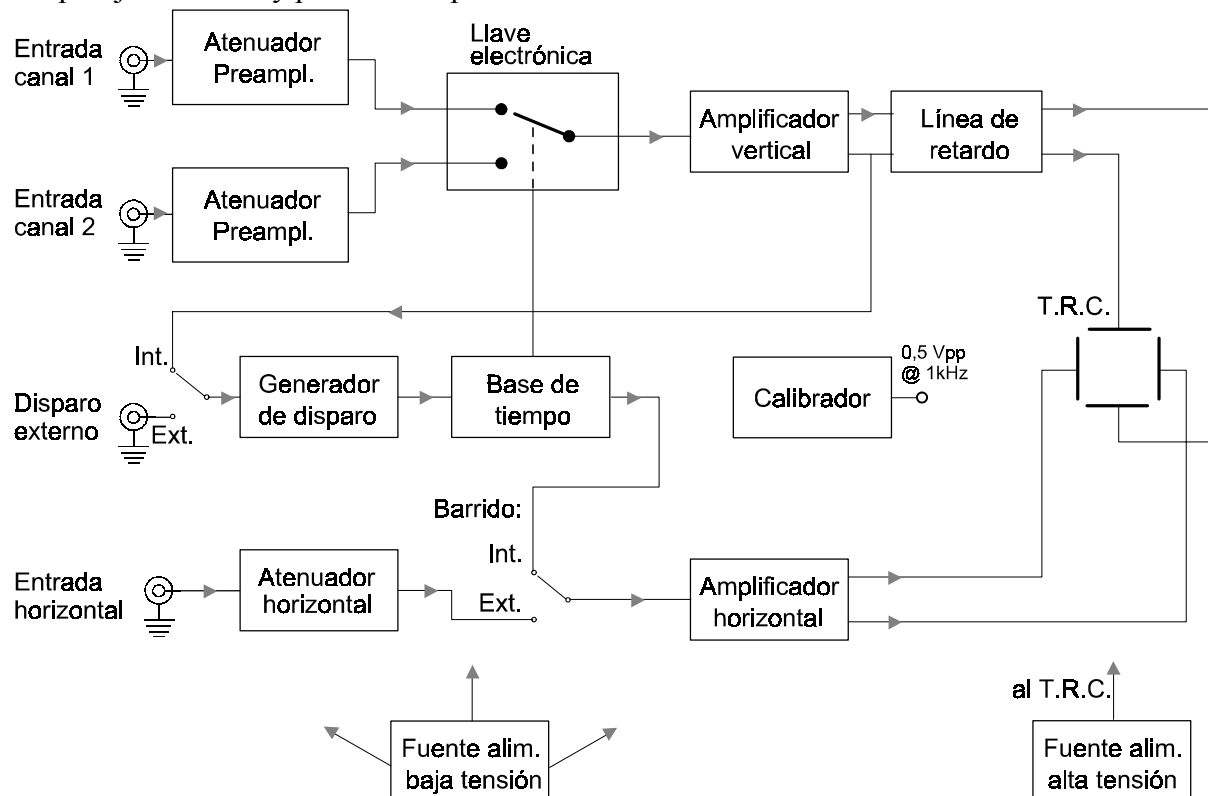 Entrada
canal 1
Atenuador
Preampl.
Llave
electrónica
Amplificador
vertical
Línea de
retardo
Entrada
canal 2
Atenuador
Preampl.
T.R.C.
Int.
Disparo
externo
Ext.
Generador
de disparo
Base de
tiempo
Calibrador
0,5 Vpp
@ 1kHz
Barrido:
Int.
Ext.
Entrada
horizontal
Atenuador
horizontal
Amplificador
horizontal
Fuente alim.
baja tensión
al T.R.C.
Fuente alim.
alta tensión